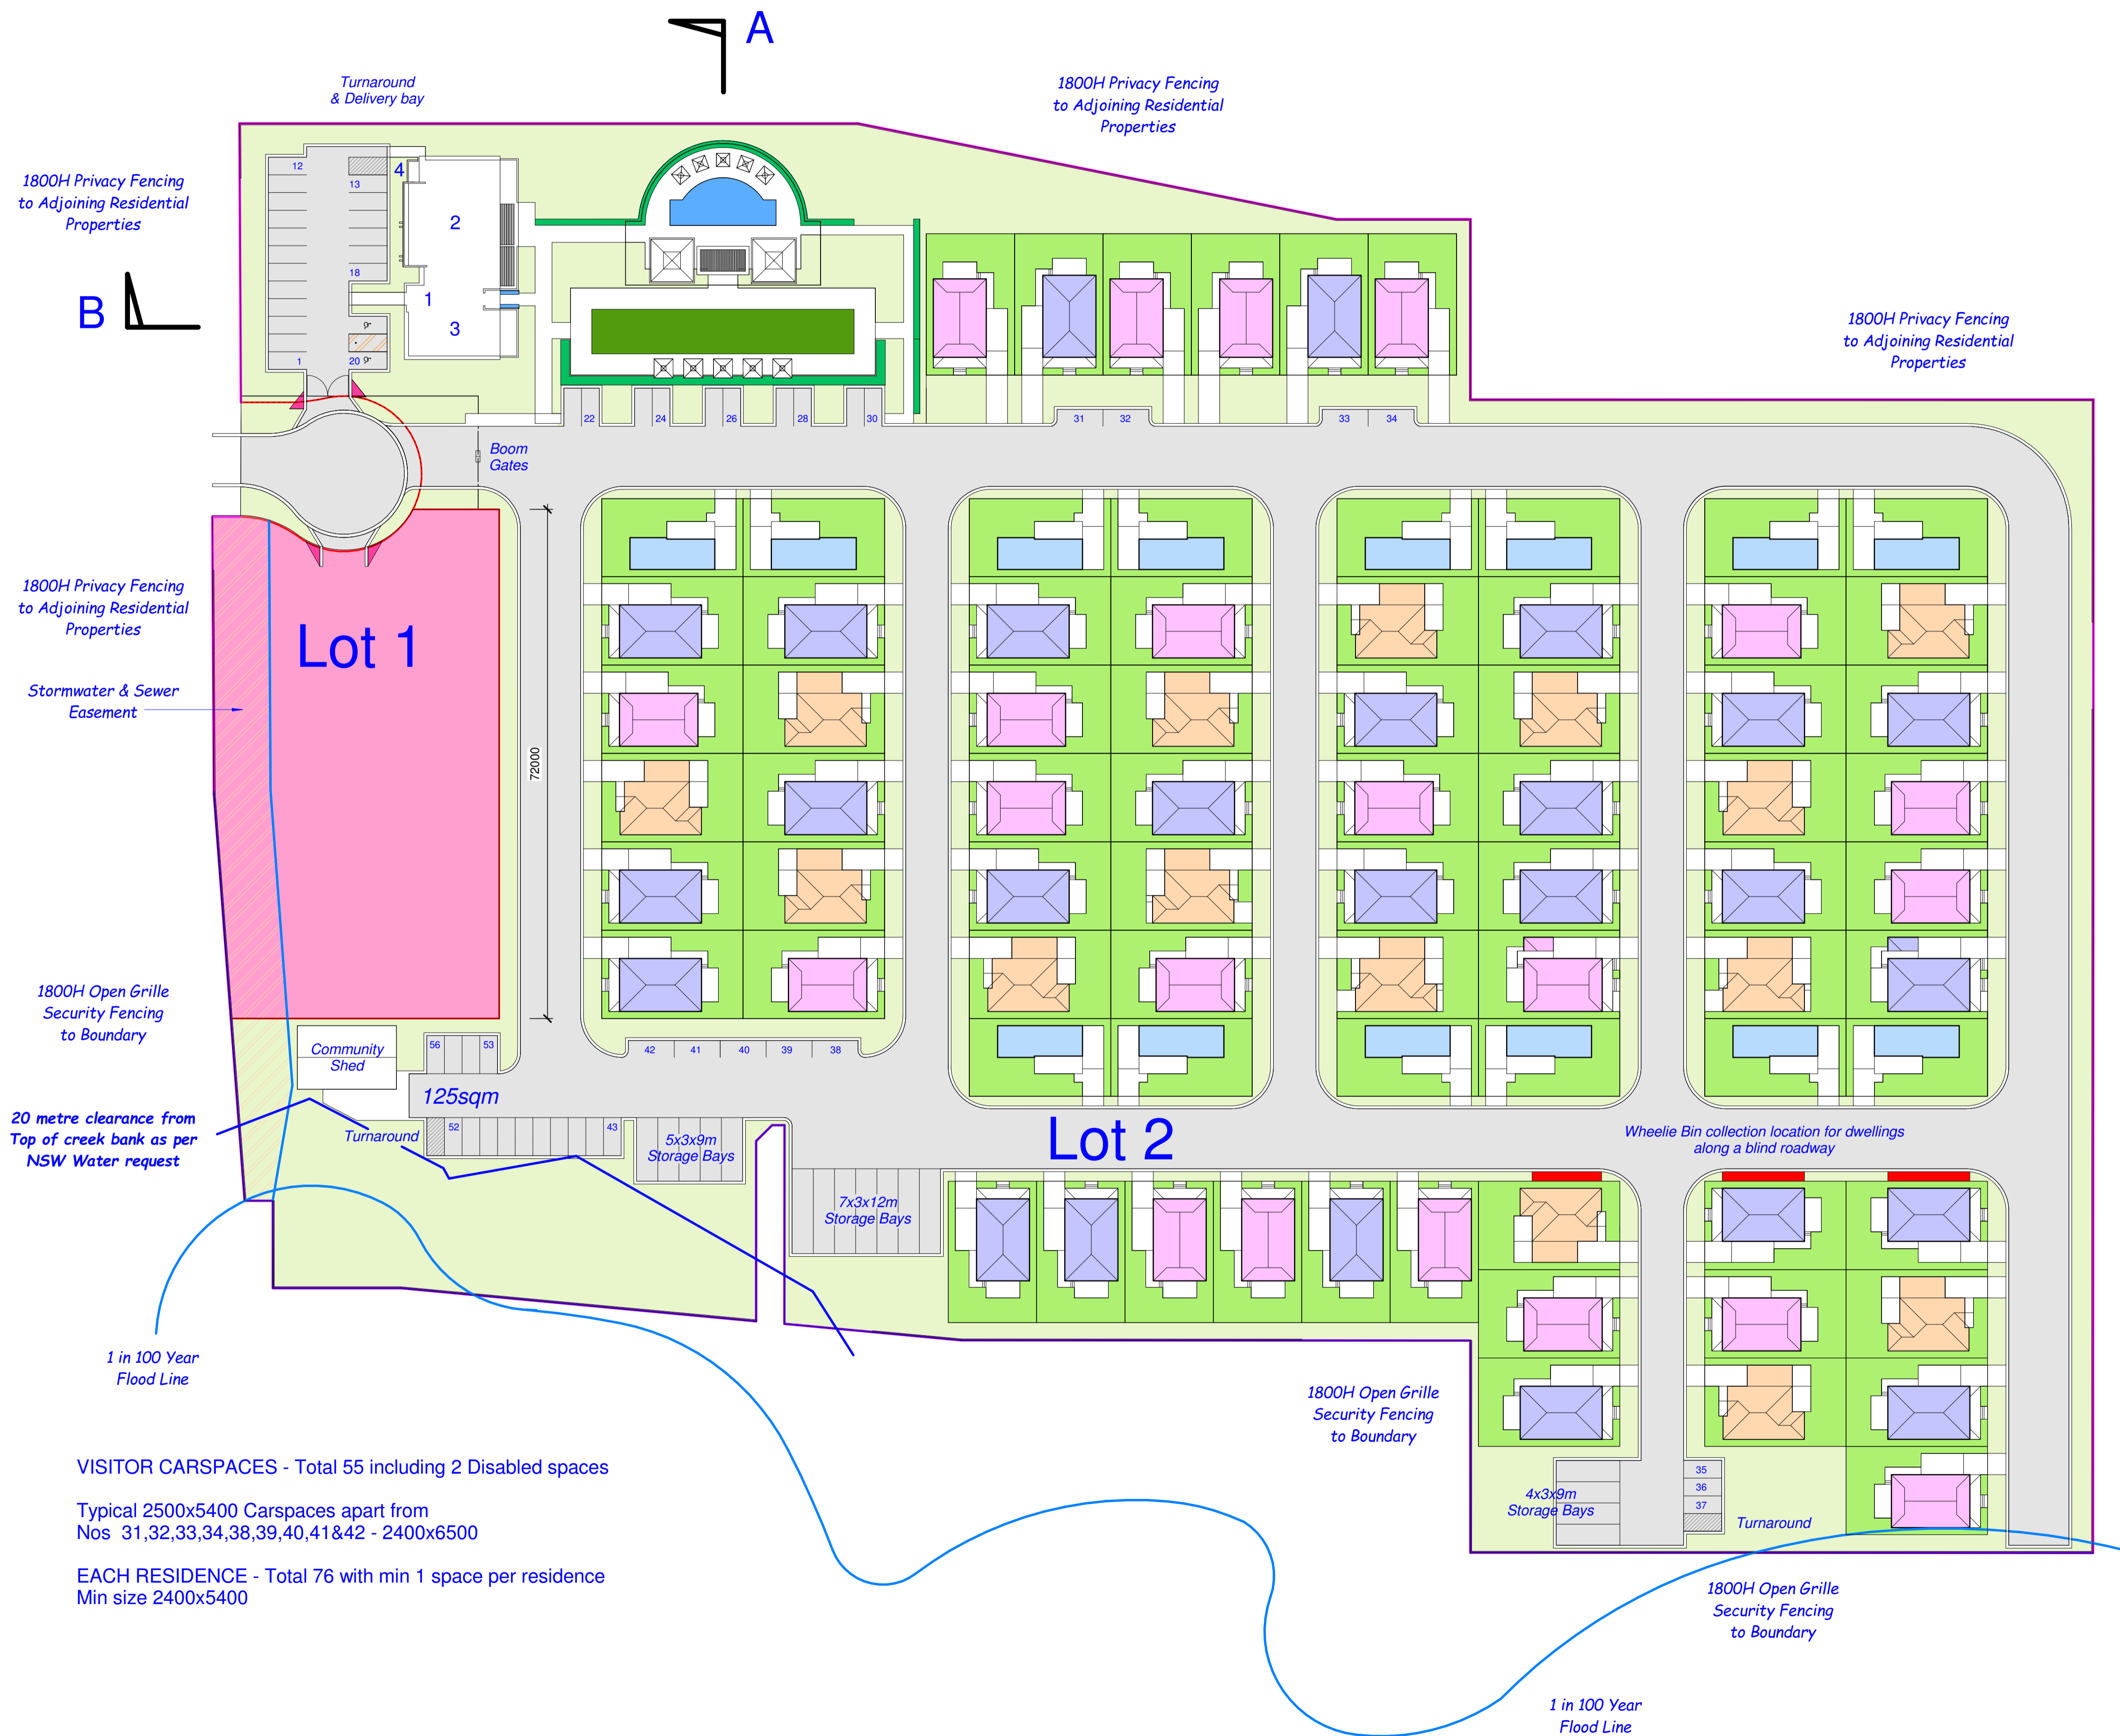 A
Turnaround
& Delivery bay
1800H Privacy Fencing
to Adjoining Residential
Properties
1800H Privacy Fencing
to Adjoining Residential
Properties
12
13
4
2
18
1
3
B
1
20
1800H Privacy Fencing
to Adjoining Residential
Properties
22
24
26
28
30
31
32
33
34
Boom
Gates
1800H Privacy Fencing
to Adjoining Residential
Properties
Lot 1
Stormwater & Sewer
Easement
72000
1800H Open Grille
Security Fencing
to Boundary
Community
Shed
56
53
42
41
40
39
38
125sqm
20 metre clearance from
Top of creek bank as per
NSW Water request
Turnaround
52
43
5x3x9m
Storage Bays
Lot 2
Wheelie Bin collection location for dwellings
along a blind roadway
7x3x12m
Storage Bays
1 in 100 Year
Flood Line
1800H Open Grille
Security Fencing
to Boundary
VISITOR CARSPACES - Total 55 including 2 Disabled spaces
Typical 2500x5400 Carspaces apart from
Nos 31,32,33,34,38,39,40,41&42 - 2400x6500
EACH RESIDENCE - Total 76 with min 1 space per residence
Min size 2400x5400
4x3x9m
Storage Bays
35
36
37
Turnaround
1800H Open Grille
Security Fencing
to Boundary
1 in 100 Year
Flood Line